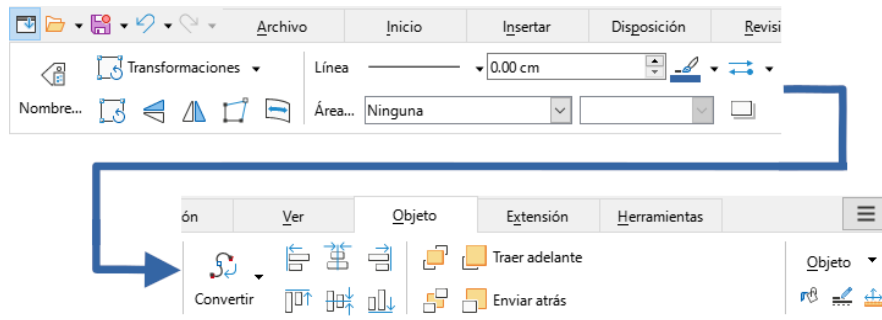 Archivo Inicio Insertar Disposición Revisi
Transformaciones Línea 0.00 cm
Nombre... Área... Ninguna
ón Ver Objeto Extensión Herramientas
Traer adelante Objeto
Convertir Enviar atrás